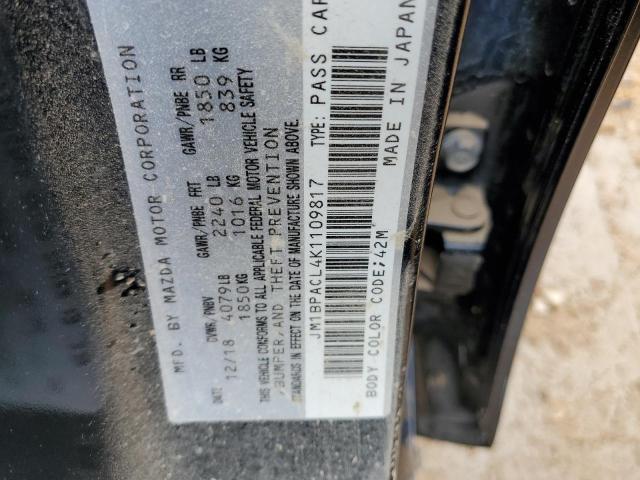 MFD. BY MAZDA MOTOR CORPORATION
DATE GVWR/PNBV GAWR/PNBE FRT GAWR/PNBE RR
12/18 4079LB 2240 LB 1850 LB
1850KG 1016 KG 839 KG
THIS VEHICLE CONFORMS TO ALL APPLICABLE FEDERAL MOTOR VEHICLE SAFETY
,BUMPER,AND THEFT PREVENTION
STANDARDS IN EFFECT ON THE DATE OF MANUFACTURE SHOWN ABOVE.
JM1BPACL4K1109817 TYPE: PASS CAR
BODY COLOR CODE;42M MADE IN JAPAN